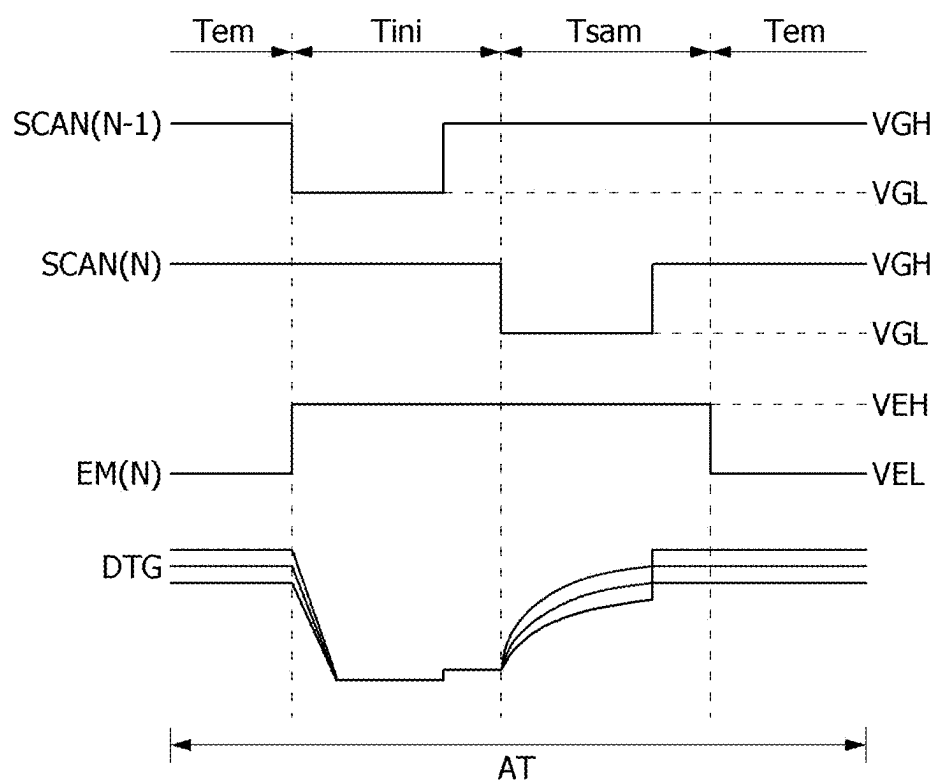 Tem Tini Tsam Tem
SCAN(N-1) VGH
VGL
SCAN(N) VGH
VGL
VEH
EM(N) VEL
DTG
AT